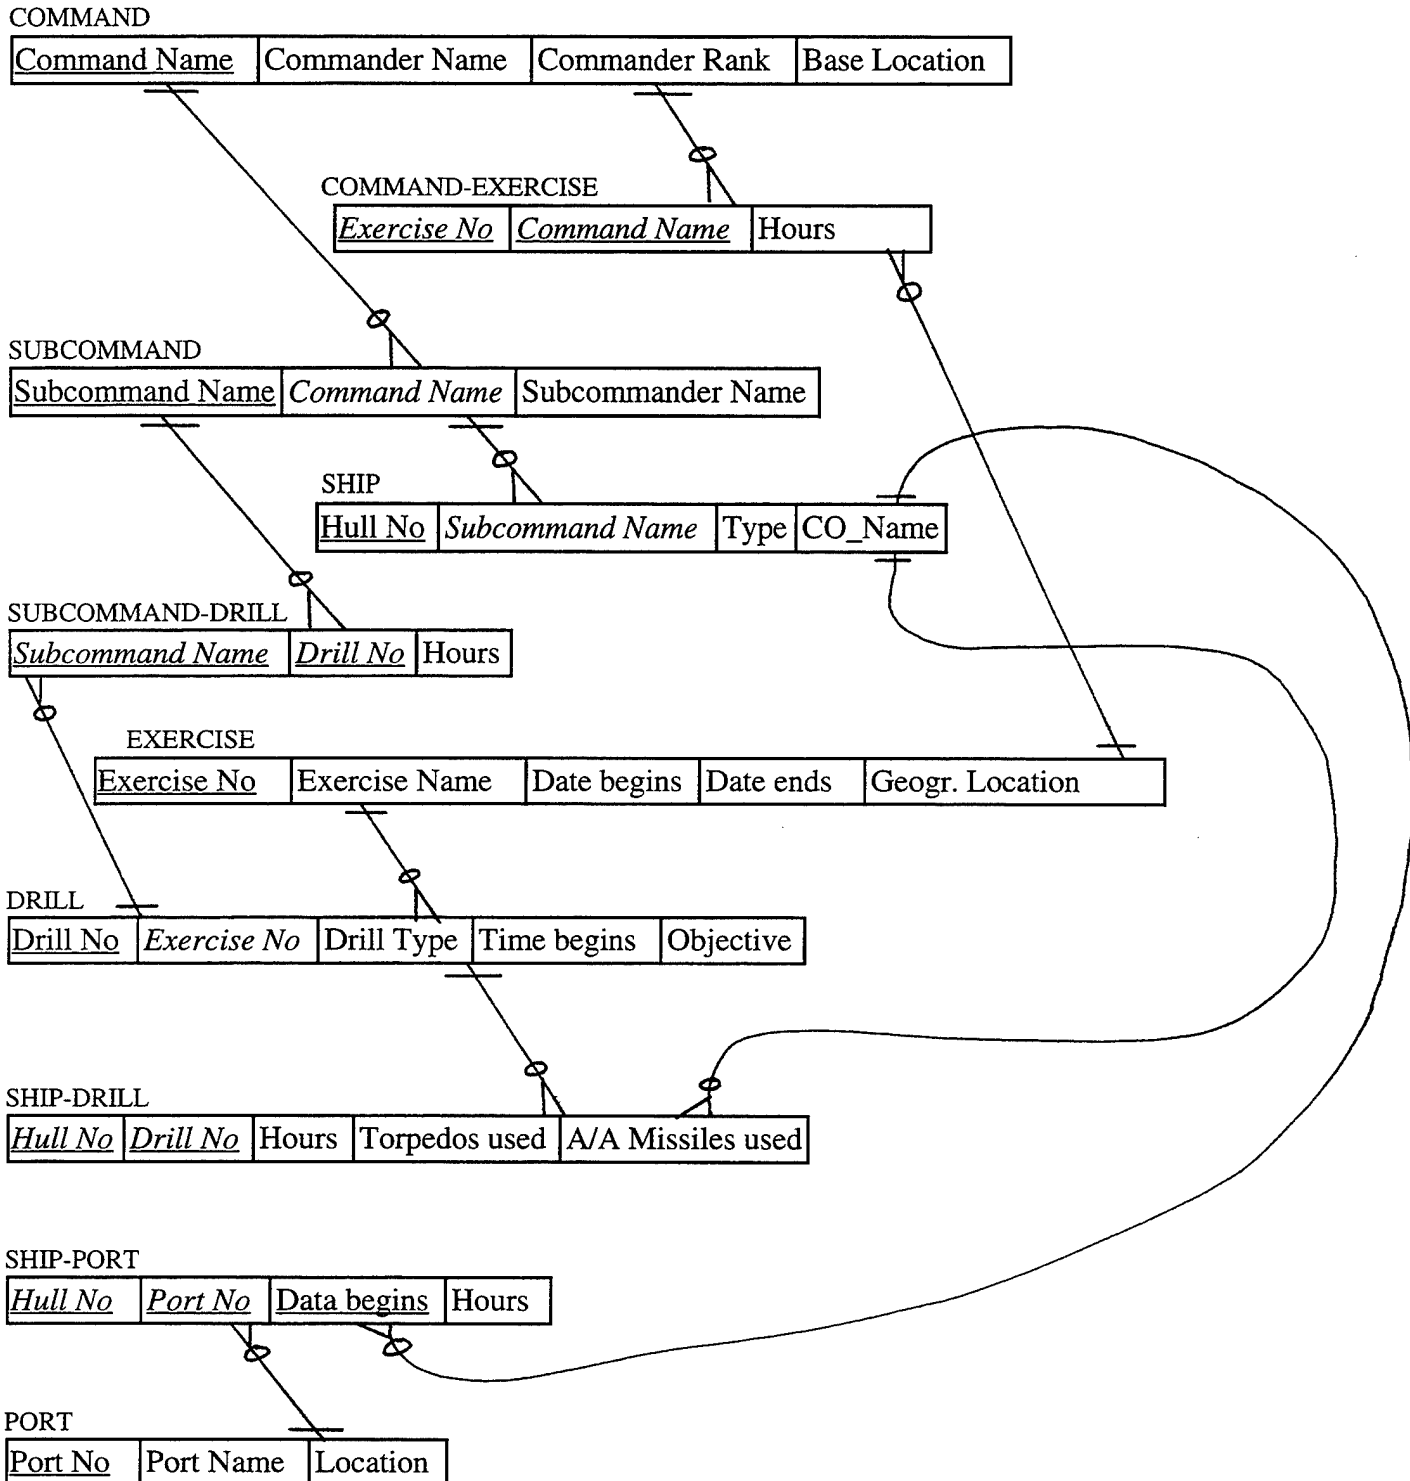 COMMAND
Command Name Commander Name Commander Rank Base Location
COMMAND-EXERCISE
Exercise No Command Name Hours
SUBCOMMAND
Subcommand Name Command Name Subcommander Name
SHIP
Hull No Subcommand Name Type CO_Name
SUBCOMMAND-DRILL
Subcommand Name Drill No Hours
EXERCISE
Exercise No Exercise Name Date begins Date ends Geogr. Location
DRILL
Drill No Exercise No Drill Type Time begins Objective
SHIP-DRILL
Hull No Drill No Hours Torpedos used A/A Missiles used
SHIP-PORT
Hull No Port No Data begins Hours
PORT
Port No Port Name Location